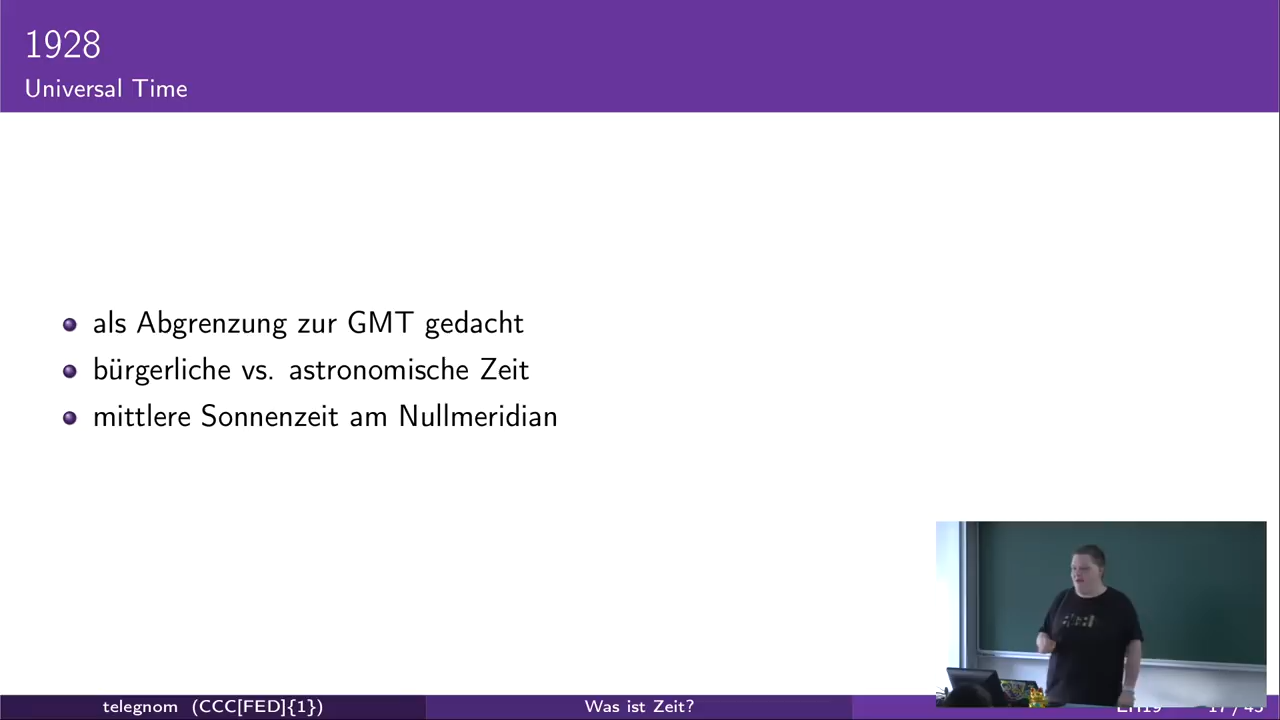 1928
Universal Time
als Abgrenzung zur GMT gedacht
bürgerliche vs. astronomische Zeit
mittlere Sonnenzeit am Nullmeridian
telegnom (CCC[FED]{1})
Was ist Zeit?